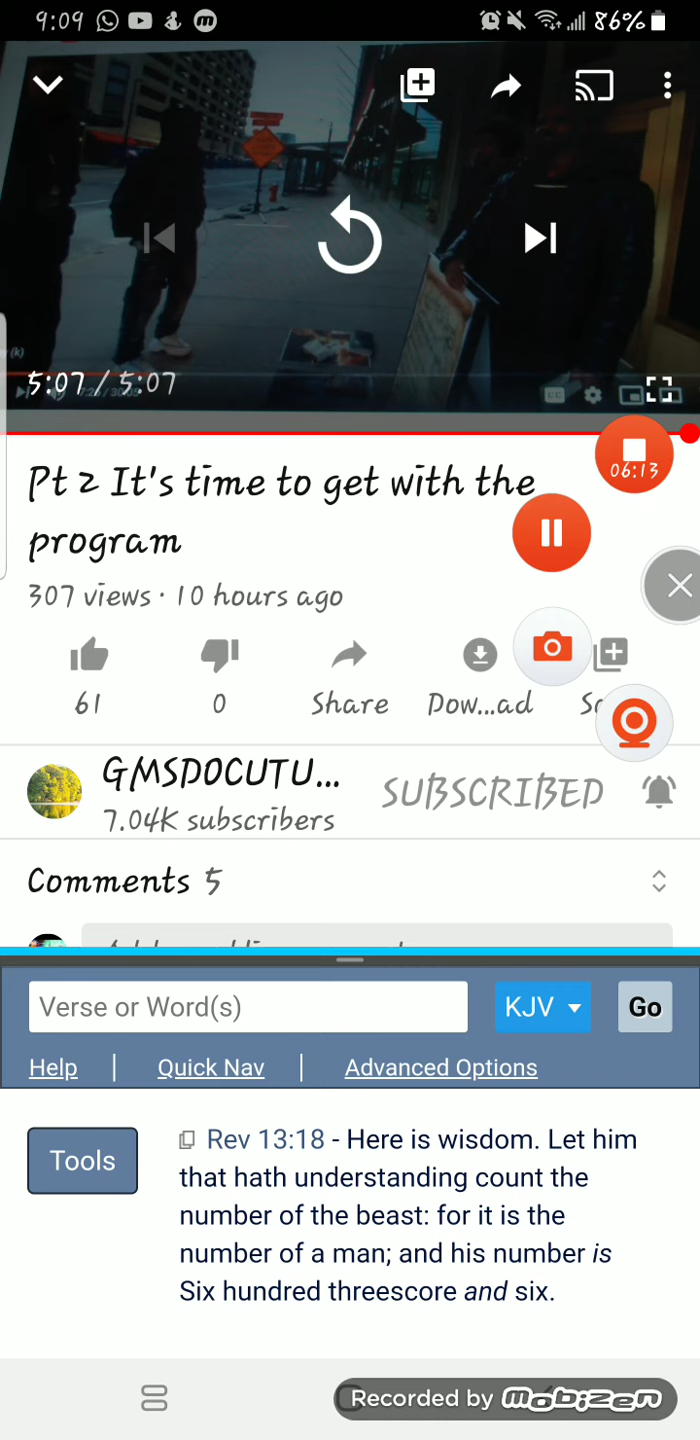 9:09
86%
5:07 / 5:07
06:13
Pt 2 It's time to get with the
program
307 views · 10 hours ago
61
0
Share
Dow...ad
GMSDOCUTU...
SUBSCRIBED
7.04K subscribers
Comments 5
Verse or Word(s)
KJV
Go
Help
Quick Nav
Advanced Options
Tools
Rev 13:18 - Here is wisdom. Let him
that hath understanding count the
number of the beast: for it is the
number of a man; and his number is
Six hundred threescore and six.
Recorded by mobizen